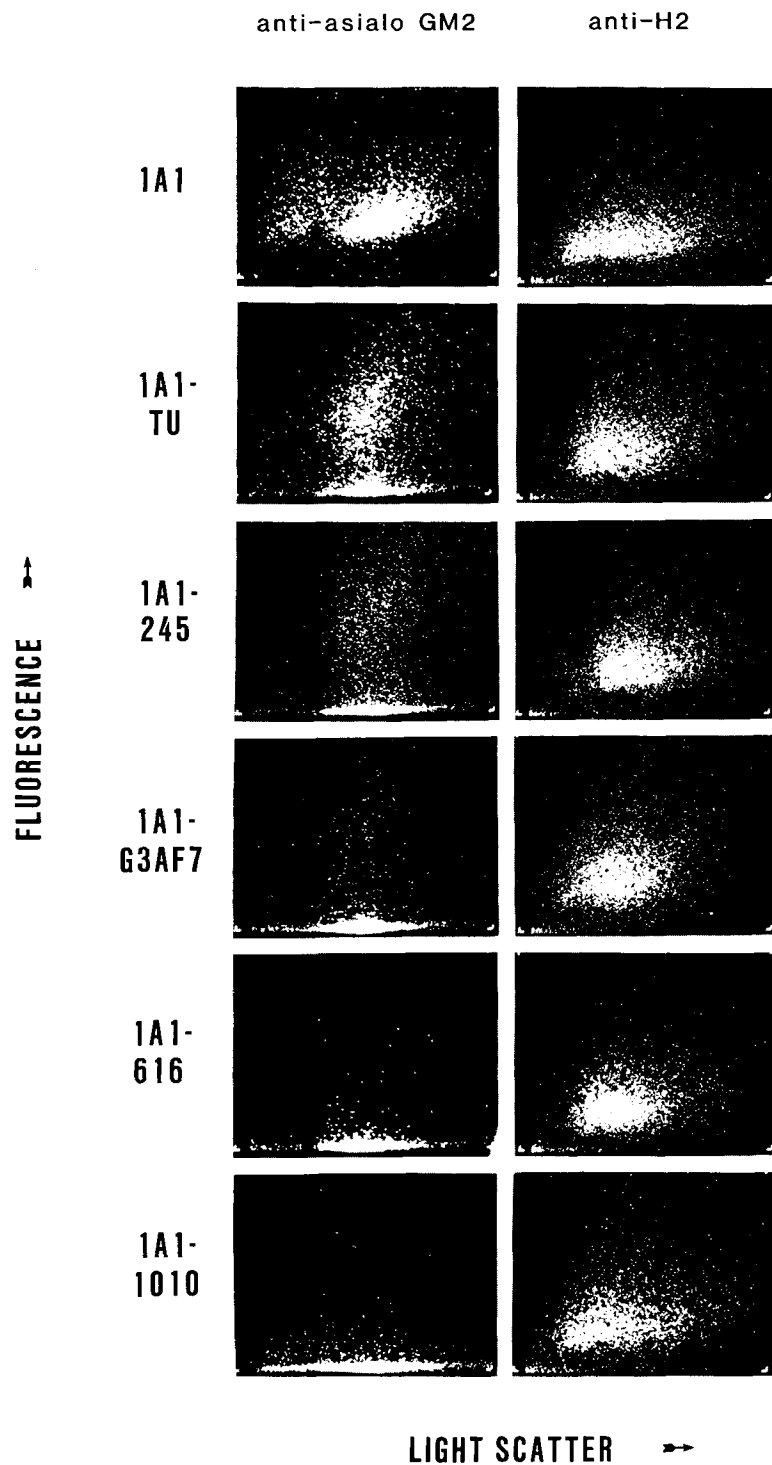 anti-asialo GM2
anti-H2
1A1
1A1-
TU
1A1-
245
1A1-
G3AF7
1A1-
616
1A1-
1010
FLUORESCENCE
LIGHT SCATTER